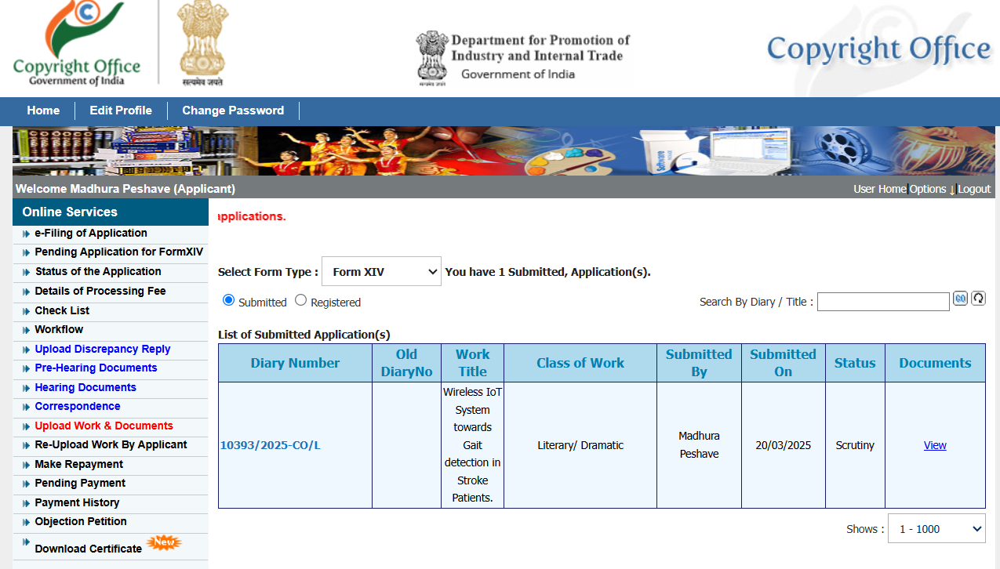 Copyright Office
Government of India
सत्यमेव जयते
सत्यमेव जयते
Department for Promotion of
Industry and Internal Trade
Government of India
Copyright Office
Home
Edit Profile
Change Password
Software
Welcome Madhura Peshave (Applicant)
User Home|Options ↓|Logout
Online Services
e-Filing of Application
Pending Application for FormXIV
Status of the Application
Details of Processing Fee
Check List
Workflow
Upload Discrepancy Reply
Pre-Hearing Documents
Hearing Documents
Correspondence
Upload Work & Documents
Re-Upload Work By Applicant
Make Repayment
Pending Payment
Payment History
Objection Petition
Download Certificate New
applications.
Select Form Type : Form XIV You have 1 Submitted, Application(s).
Submitted Registered
Search By Diary / Title : GO
List of Submitted Application(s)
Diary Number
Old
DiaryNo
Work
Title
Class of Work
Submitted
By
Submitted
On
Status
Documents
10393/2025-CO/L
Wireless IoT
System
towards
Gait
detection in
Stroke
Patients.
Literary/ Dramatic
Madhura
Peshave
20/03/2025
Scrutiny
View
Shows : 1 - 1000